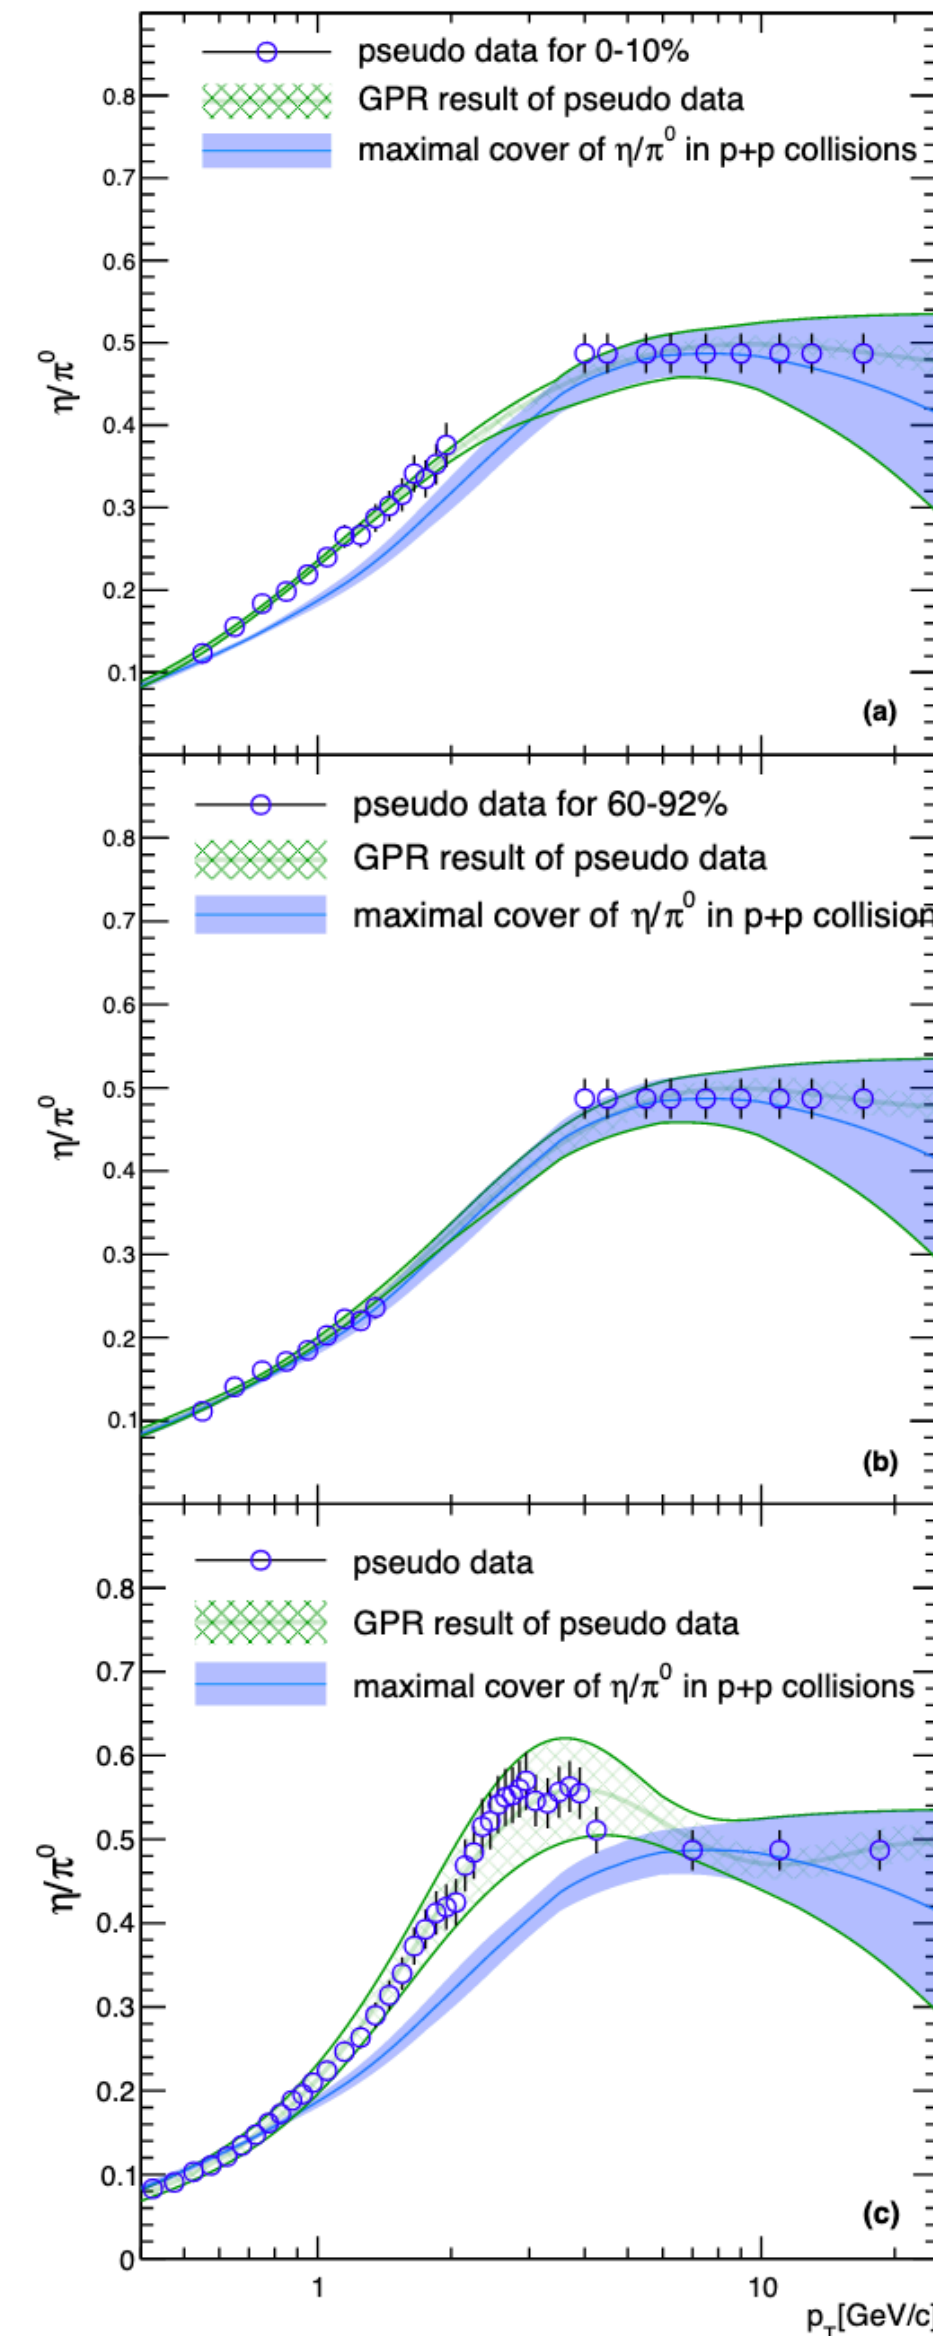 pseudo data for 0-10%
GPR result of pseudo data
maximal cover of η/π⁰ in p+p collisions
0.8
0.7
0.6
0.5
0.4
0.3
0.2
0.1
η/π⁰
(a)
pseudo data for 60-92%
GPR result of pseudo data
maximal cover of η/π⁰ in p+p collision
0.8
0.7
0.6
0.5
0.4
0.3
0.2
0.1
η/π⁰
(b)
pseudo data
GPR result of pseudo data
maximal cover of η/π⁰ in p+p collisions
0.8
0.7
0.6
0.5
0.4
0.3
0.2
0.1
0
η/π⁰
(c)
1 10
p_T[GeV/c]